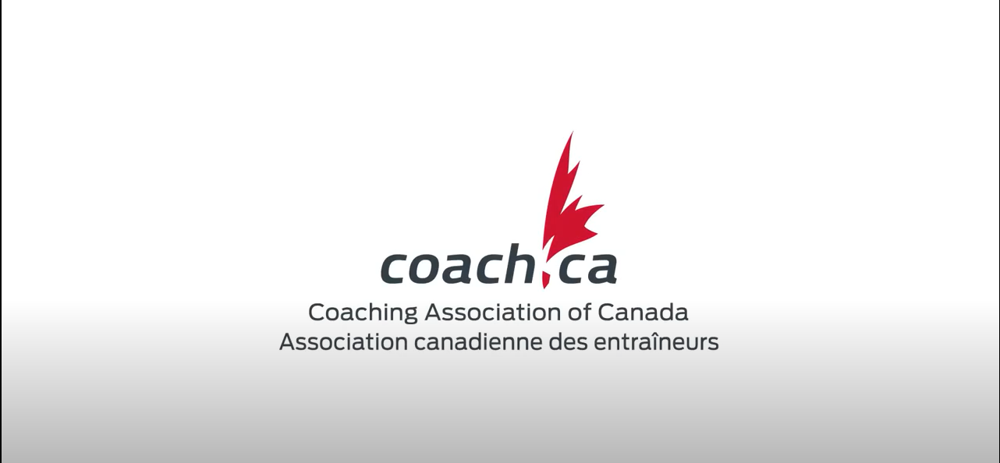 coach.ca
Coaching Association of Canada
Association canadienne des entraîneurs